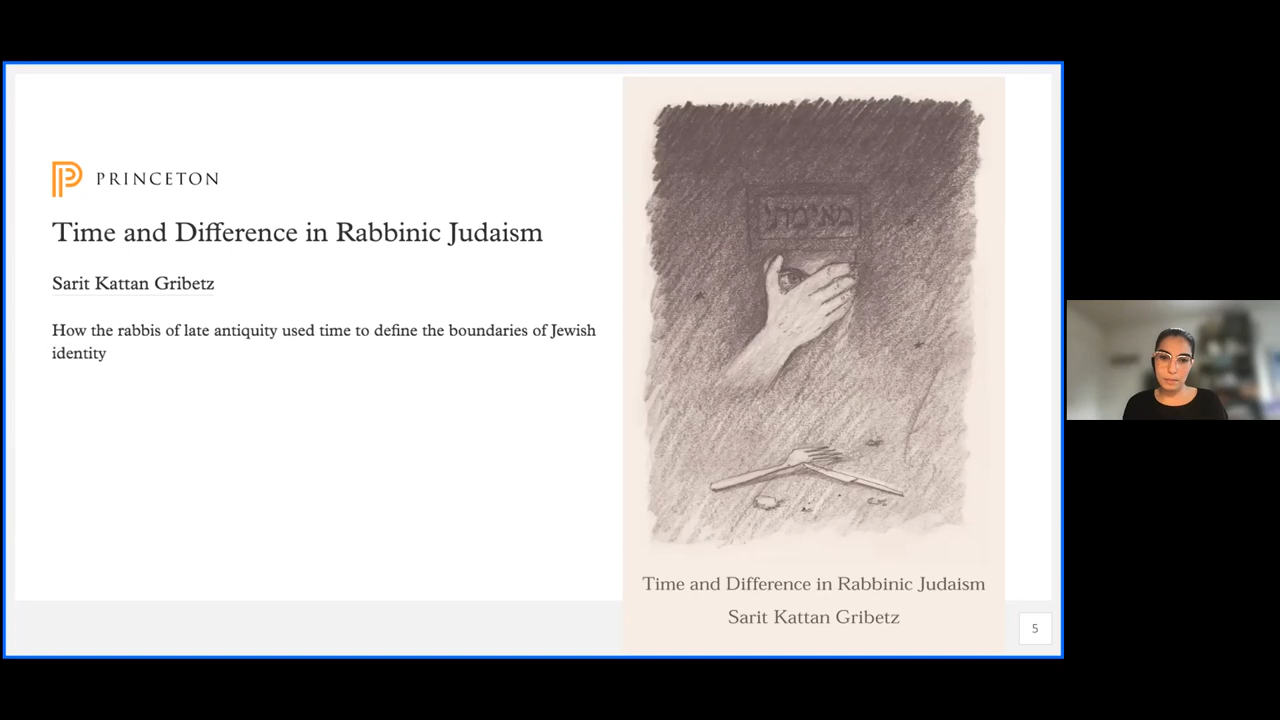 PRINCETON
Time and Difference in Rabbinic Judaism
Sarit Kattan Gribetz
How the rabbis of late antiquity used time to define the boundaries of Jewish
identity
מאימתי
Time and Difference in Rabbinic Judaism
Sarit Kattan Gribetz
5